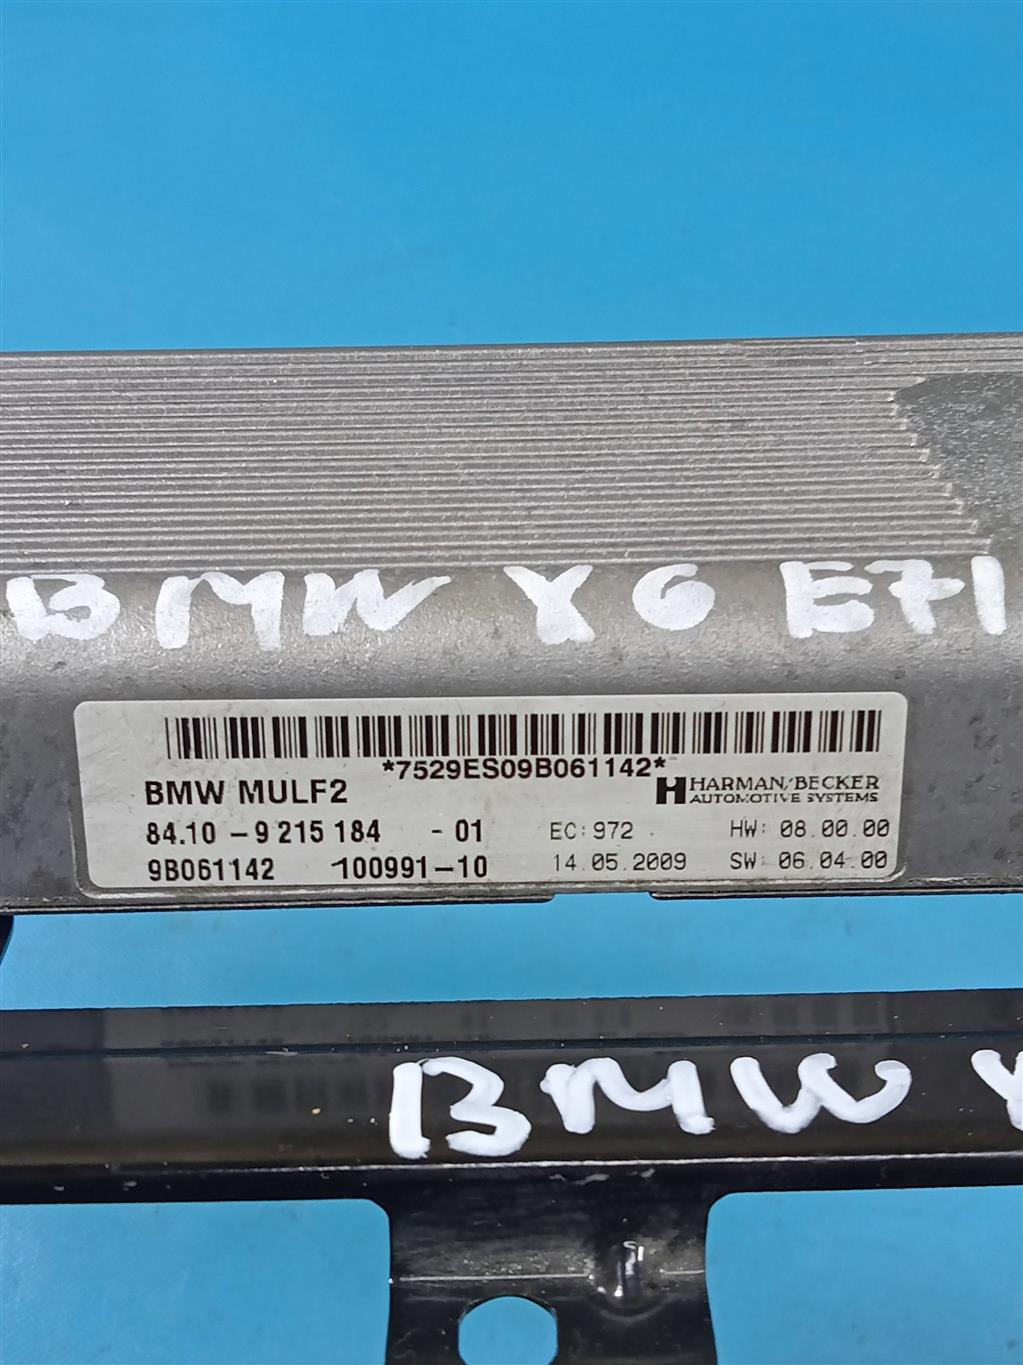 BMW X6 E71
*7529ES09B061142*
BMW MULF2
HARMAN/BECKER
AUTOMOTIVE SYSTEMS
84.10 - 9 215 184 - 01 EC: 972 HW: 08.00.00
9B061142 100991-10 14.05.2009 SW: 06.04.00
BMW